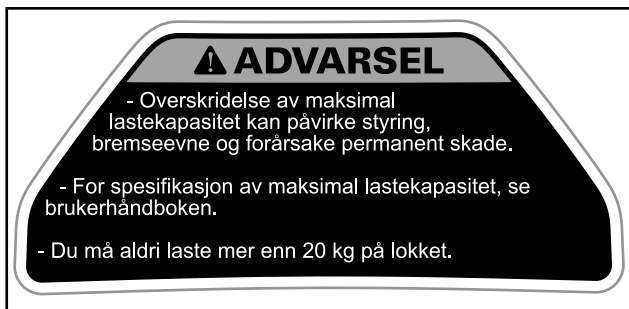 ADVARSEL
- Overskridelse av maksimal
lastekapasitet kan påvirke styring,
bremseevne og forårsake permanent skade.
- For spesifikasjon av maksimal lastekapasitet, se
brukerhåndboken.
- Du må aldri laste mer enn 20 kg på lokket.